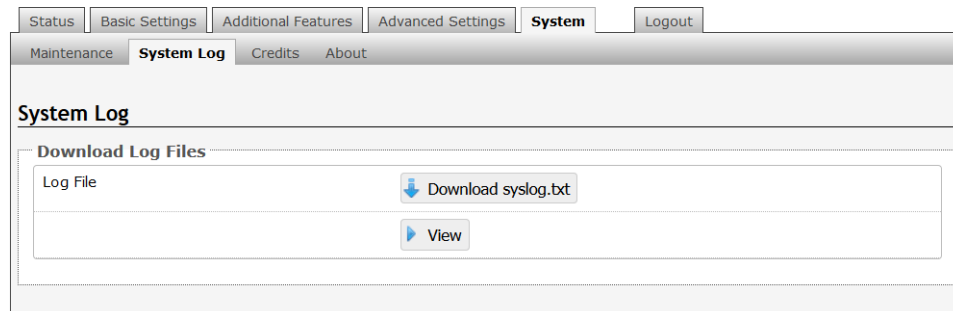 Status Basic Settings Additional Features Advanced Settings System Logout
Maintenance System Log Credits About
System Log
Download Log Files
Log File Download syslog.txt
View